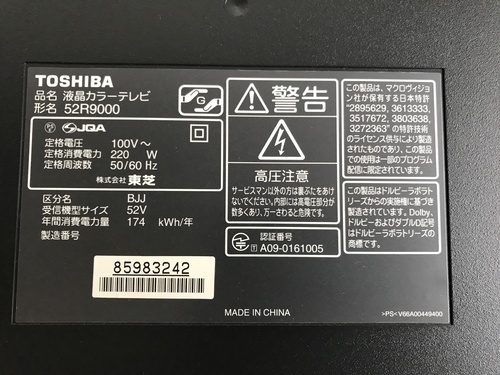 TOSHIBA
品名 液晶カラーテレビ
形名 52R9000
G
JQA
定格電圧 100V～
定格消費電力 220 W
定格周波数 50/60 Hz
株式会社 東芝
区分名 BJJ
受信機型サイズ 52V
年間消費電力量 174 kWh/年
製造番号
85983242
警告
高圧注意
サービスマン以外の方は裏ぶたをあけ
ないでください。内部には高電圧部分が
数多くあり、万一さわると危険です。
認証番号
T A09-0161005
この製品は、マクロヴィジョン
社が保有する日本特許
"2895629, 3613333,
3517672, 3803638,
3272363" の特許技術
のライセンス供与により製造
されたものであり、この製品
での使用は一部のプログラム
配信に限定されています。
この製品はドルビーラボラトリ
ーズからの実施権に基づき
製造されています。Dolby、
ドルビーおよびダブルD記号
はドルビーラボラトリーズの
商標です。
MADE IN CHINA
>PS< V66A00449400